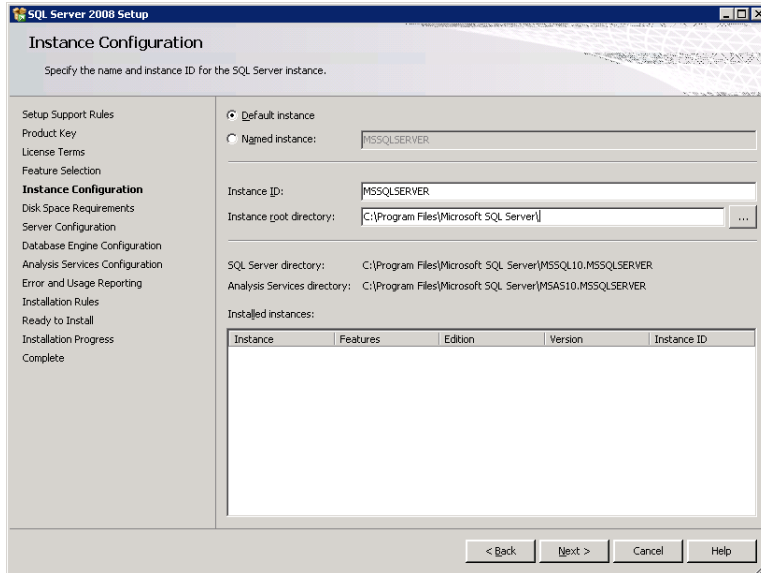 SQL Server 2008 Setup
Instance Configuration
Specify the name and instance ID for the SQL Server instance.
Setup Support Rules
Product Key
License Terms
Feature Selection
Instance Configuration
Disk Space Requirements
Server Configuration
Database Engine Configuration
Analysis Services Configuration
Error and Usage Reporting
Installation Rules
Ready to Install
Installation Progress
Complete
Default instance
Named instance: MSSQLSERVER
Instance ID: MSSQLSERVER
Instance root directory: C:\Program Files\Microsoft SQL Server\ ...
SQL Server directory: C:\Program Files\Microsoft SQL Server\MSSQL10.MSSQLSERVER
Analysis Services directory: C:\Program Files\Microsoft SQL Server\MSAS10.MSSQLSERVER
Installed instances:
Instance Features Edition Version Instance ID
< Back Next > Cancel Help